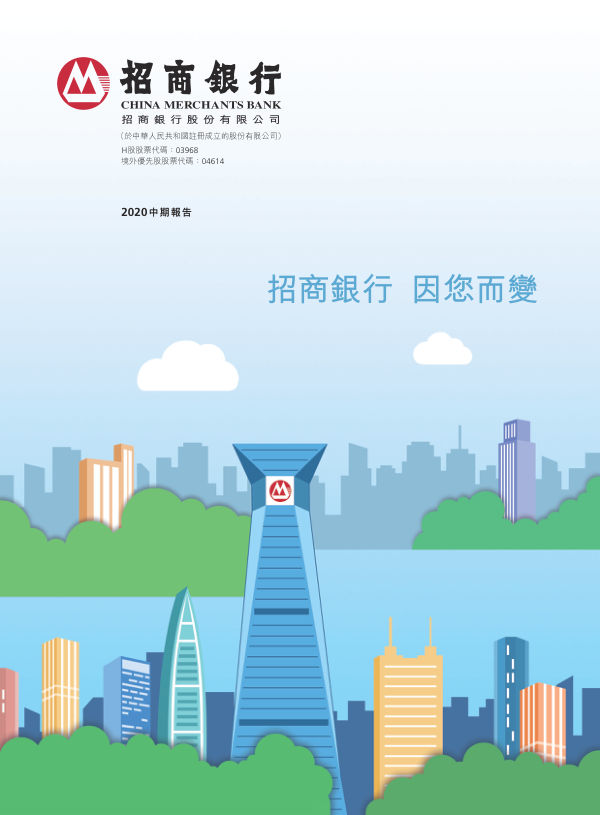 招商銀行
CHINA MERCHANTS BANK
招商銀行股份有限公司
(於中華人民共和國註冊成立的股份有限公司)
H股股票代碼：03968
境外優先股股票代碼：04614
2020中期報告
招商銀行 因您而變